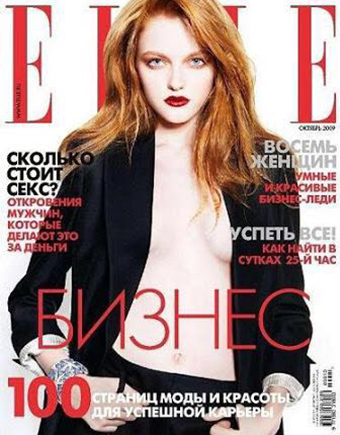 ELLE
WWW.ELLE.RU
ОКТЯБРЬ 2009
СКОЛЬКО
СТОИТ
СЕКС?
ОТКРОВЕНИЯ
МУЖЧИН,
КОТОРЫЕ
ДЕЛАЮТ ЭТО
ЗА ДЕНЬГИ
ВОСЕМЬ
ЖЕНЩИН
УМНЫЕ
И КРАСИВЫЕ
БИЗНЕС-ЛЕДИ
УСПЕТЬ ВСЕ!
КАК НАЙТИ В
СУТКАХ 25-Й ЧАС
БИЗНЕС
100 СТРАНИЦ МОДЫ И КРАСОТЫ
ДЛЯ УСПЕШНОЙ КАРЬЕРЫ